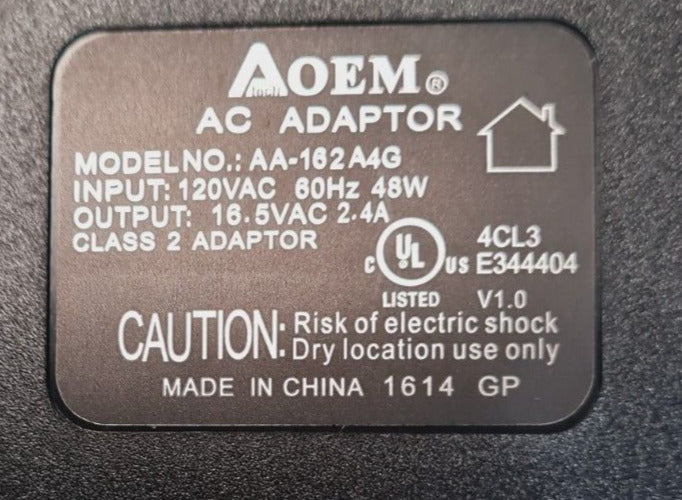 AOEM®
tech
AC ADAPTOR
MODEL NO.: AA-162A4G
INPUT: 120VAC 60Hz 48W
OUTPUT: 16.5VAC 2.4A
CLASS 2 ADAPTOR
C UL US
LISTED
4CL3
E344404
V1.0
CAUTION: Risk of electric shock
Dry location use only
MADE IN CHINA 1614 GP